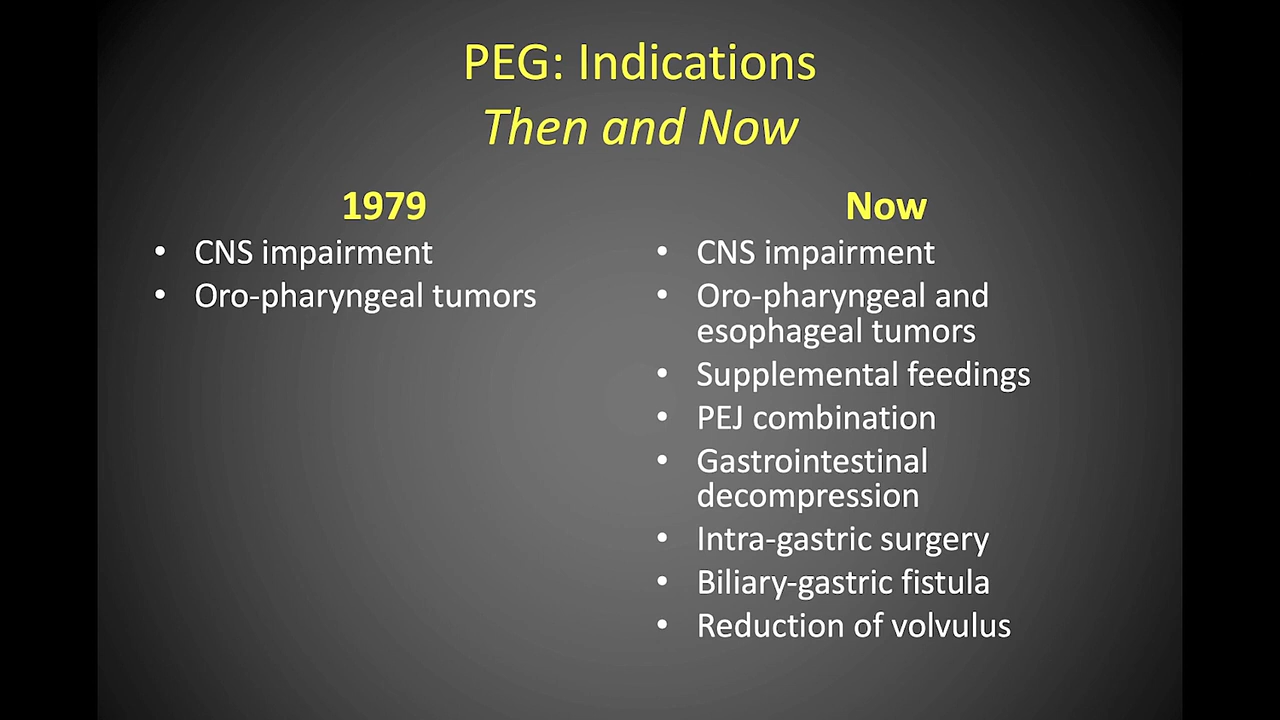 PEG: Indications
Then and Now
1979
• CNS impairment
• Oro-pharyngeal tumors
Now
• CNS impairment
• Oro-pharyngeal and
esophageal tumors
• Supplemental feedings
• PEJ combination
• Gastrointestinal
decompression
• Intra-gastric surgery
• Biliary-gastric fistula
• Reduction of volvulus